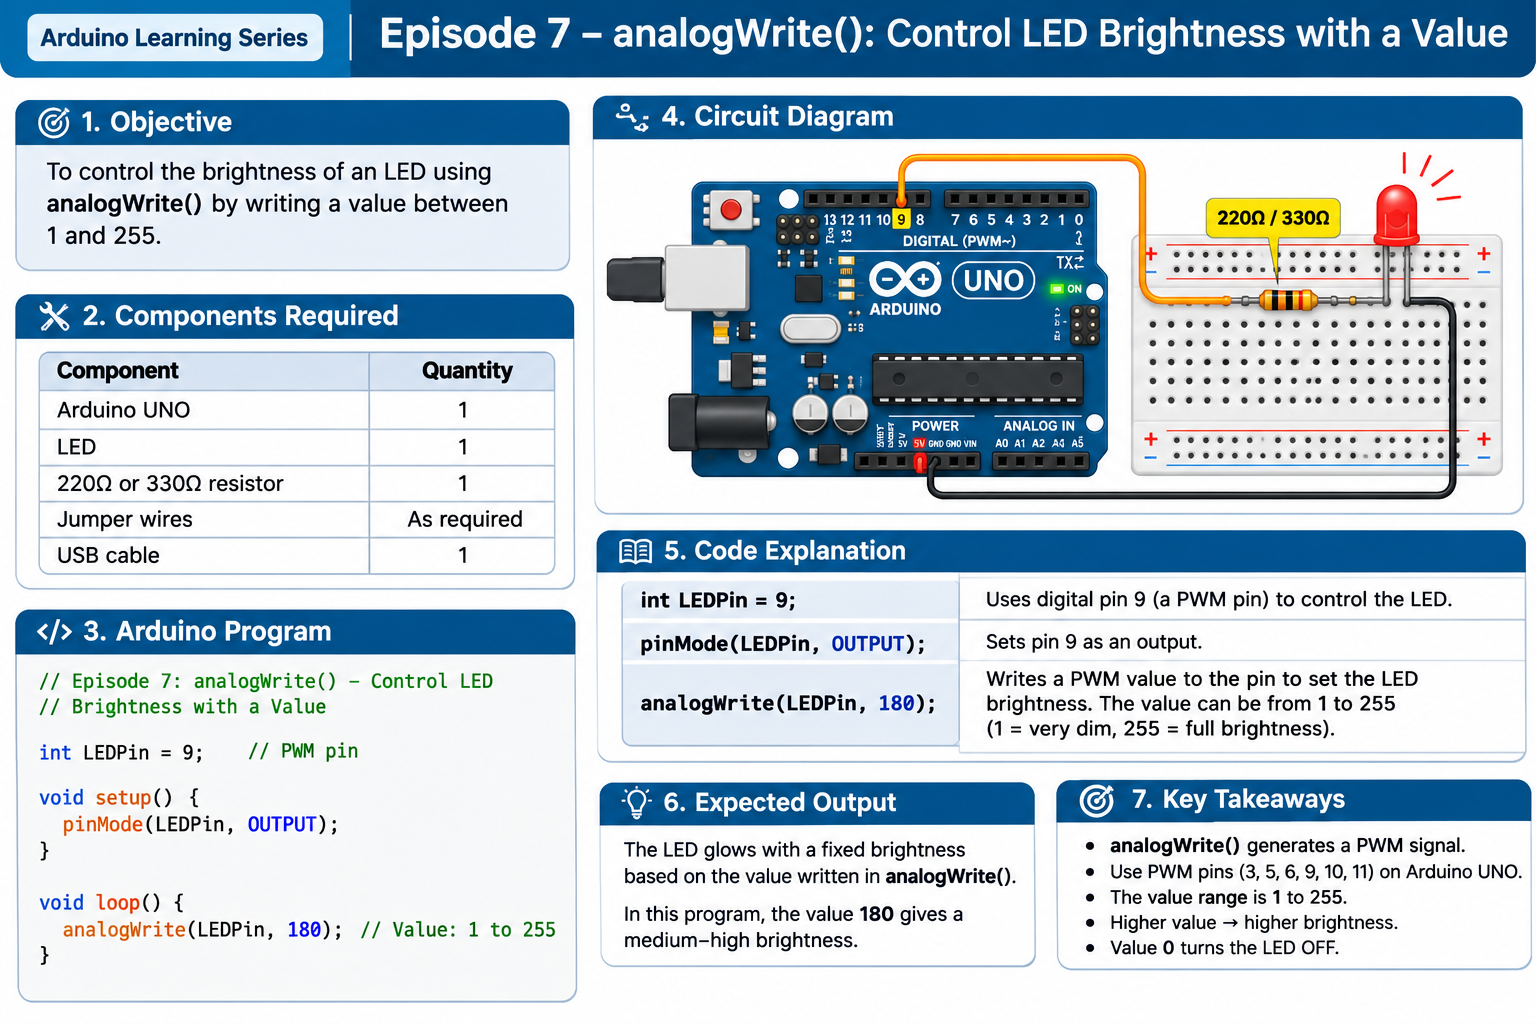 Arduino Learning Series
Episode 7 – analogWrite(): Control LED Brightness with a Value
1. Objective
To control the brightness of an LED using
analogWrite() by writing a value between
1 and 255.
2. Components Required
Component Quantity
Arduino UNO 1
LED 1
220Ω or 330Ω resistor 1
Jumper wires As required
USB cable 1
3. Arduino Program
// Episode 7: analogWrite() – Control LED
// Brightness with a Value
int LEDPin = 9; // PWM pin
void setup() {
pinMode(LEDPin, OUTPUT);
}
void loop() {
analogWrite(LEDPin, 180); // Value: 1 to 255
}
4. Circuit Diagram
13 12 11 10 9 8 7 6 5 4 3 2 1 0
DIGITAL (PWM~)
TX
UNO
ON
ARDUINO
220Ω / 330Ω
+ +
− −
POWER ANALOG IN
5V 5V GND GND VIN A0 A1 A2 A4 A5
+ +
− −
5. Code Explanation
int LEDPin = 9; Uses digital pin 9 (a PWM pin) to control the LED.
pinMode(LEDPin, OUTPUT); Sets pin 9 as an output.
analogWrite(LEDPin, 180); Writes a PWM value to the pin to set the LED
brightness. The value can be from 1 to 255
(1 = very dim, 255 = full brightness).
6. Expected Output
The LED glows with a fixed brightness
based on the value written in analogWrite().
In this program, the value 180 gives a
medium–high brightness.
7. Key Takeaways
• analogWrite() generates a PWM signal.
• Use PWM pins (3, 5, 6, 9, 10, 11) on Arduino UNO.
• The value range is 1 to 255.
• Higher value → higher brightness.
• Value 0 turns the LED OFF.